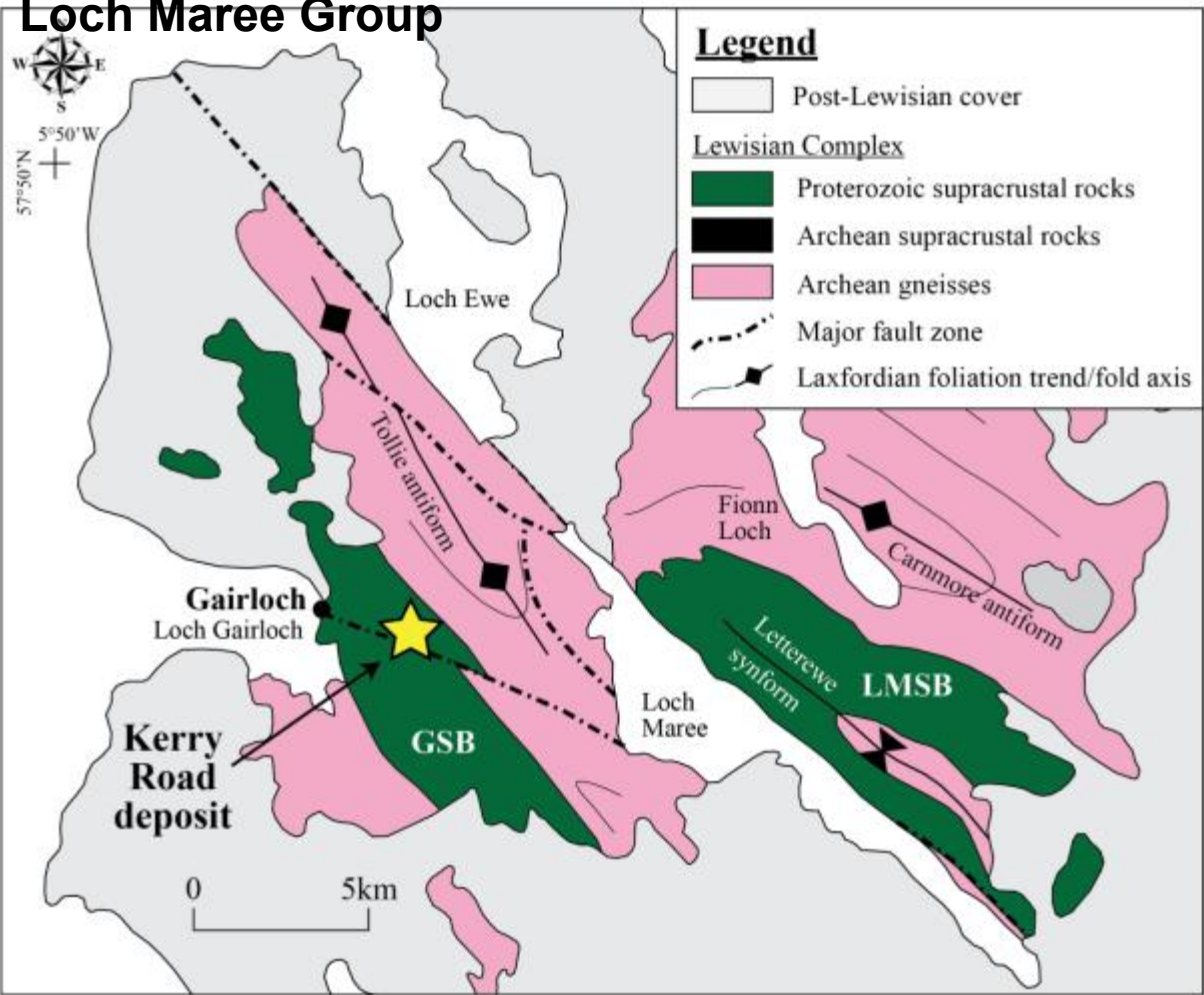 Loch Maree Group
N
W E
S
5°50'W
57°50'N
Legend
Post-Lewisian cover
Lewisian Complex
Proterozoic supracrustal rocks
Archean supracrustal rocks
Archean gneisses
Major fault zone
Laxfordian foliation trend/fold axis
Loch Ewe
Tollie antiform
Fionn
Loch
Carnmore antiform
Gairloch
Loch Gairloch
Letterewe
synform
LMSB
Loch
Maree
GSB
Kerry
Road
deposit
0 5km